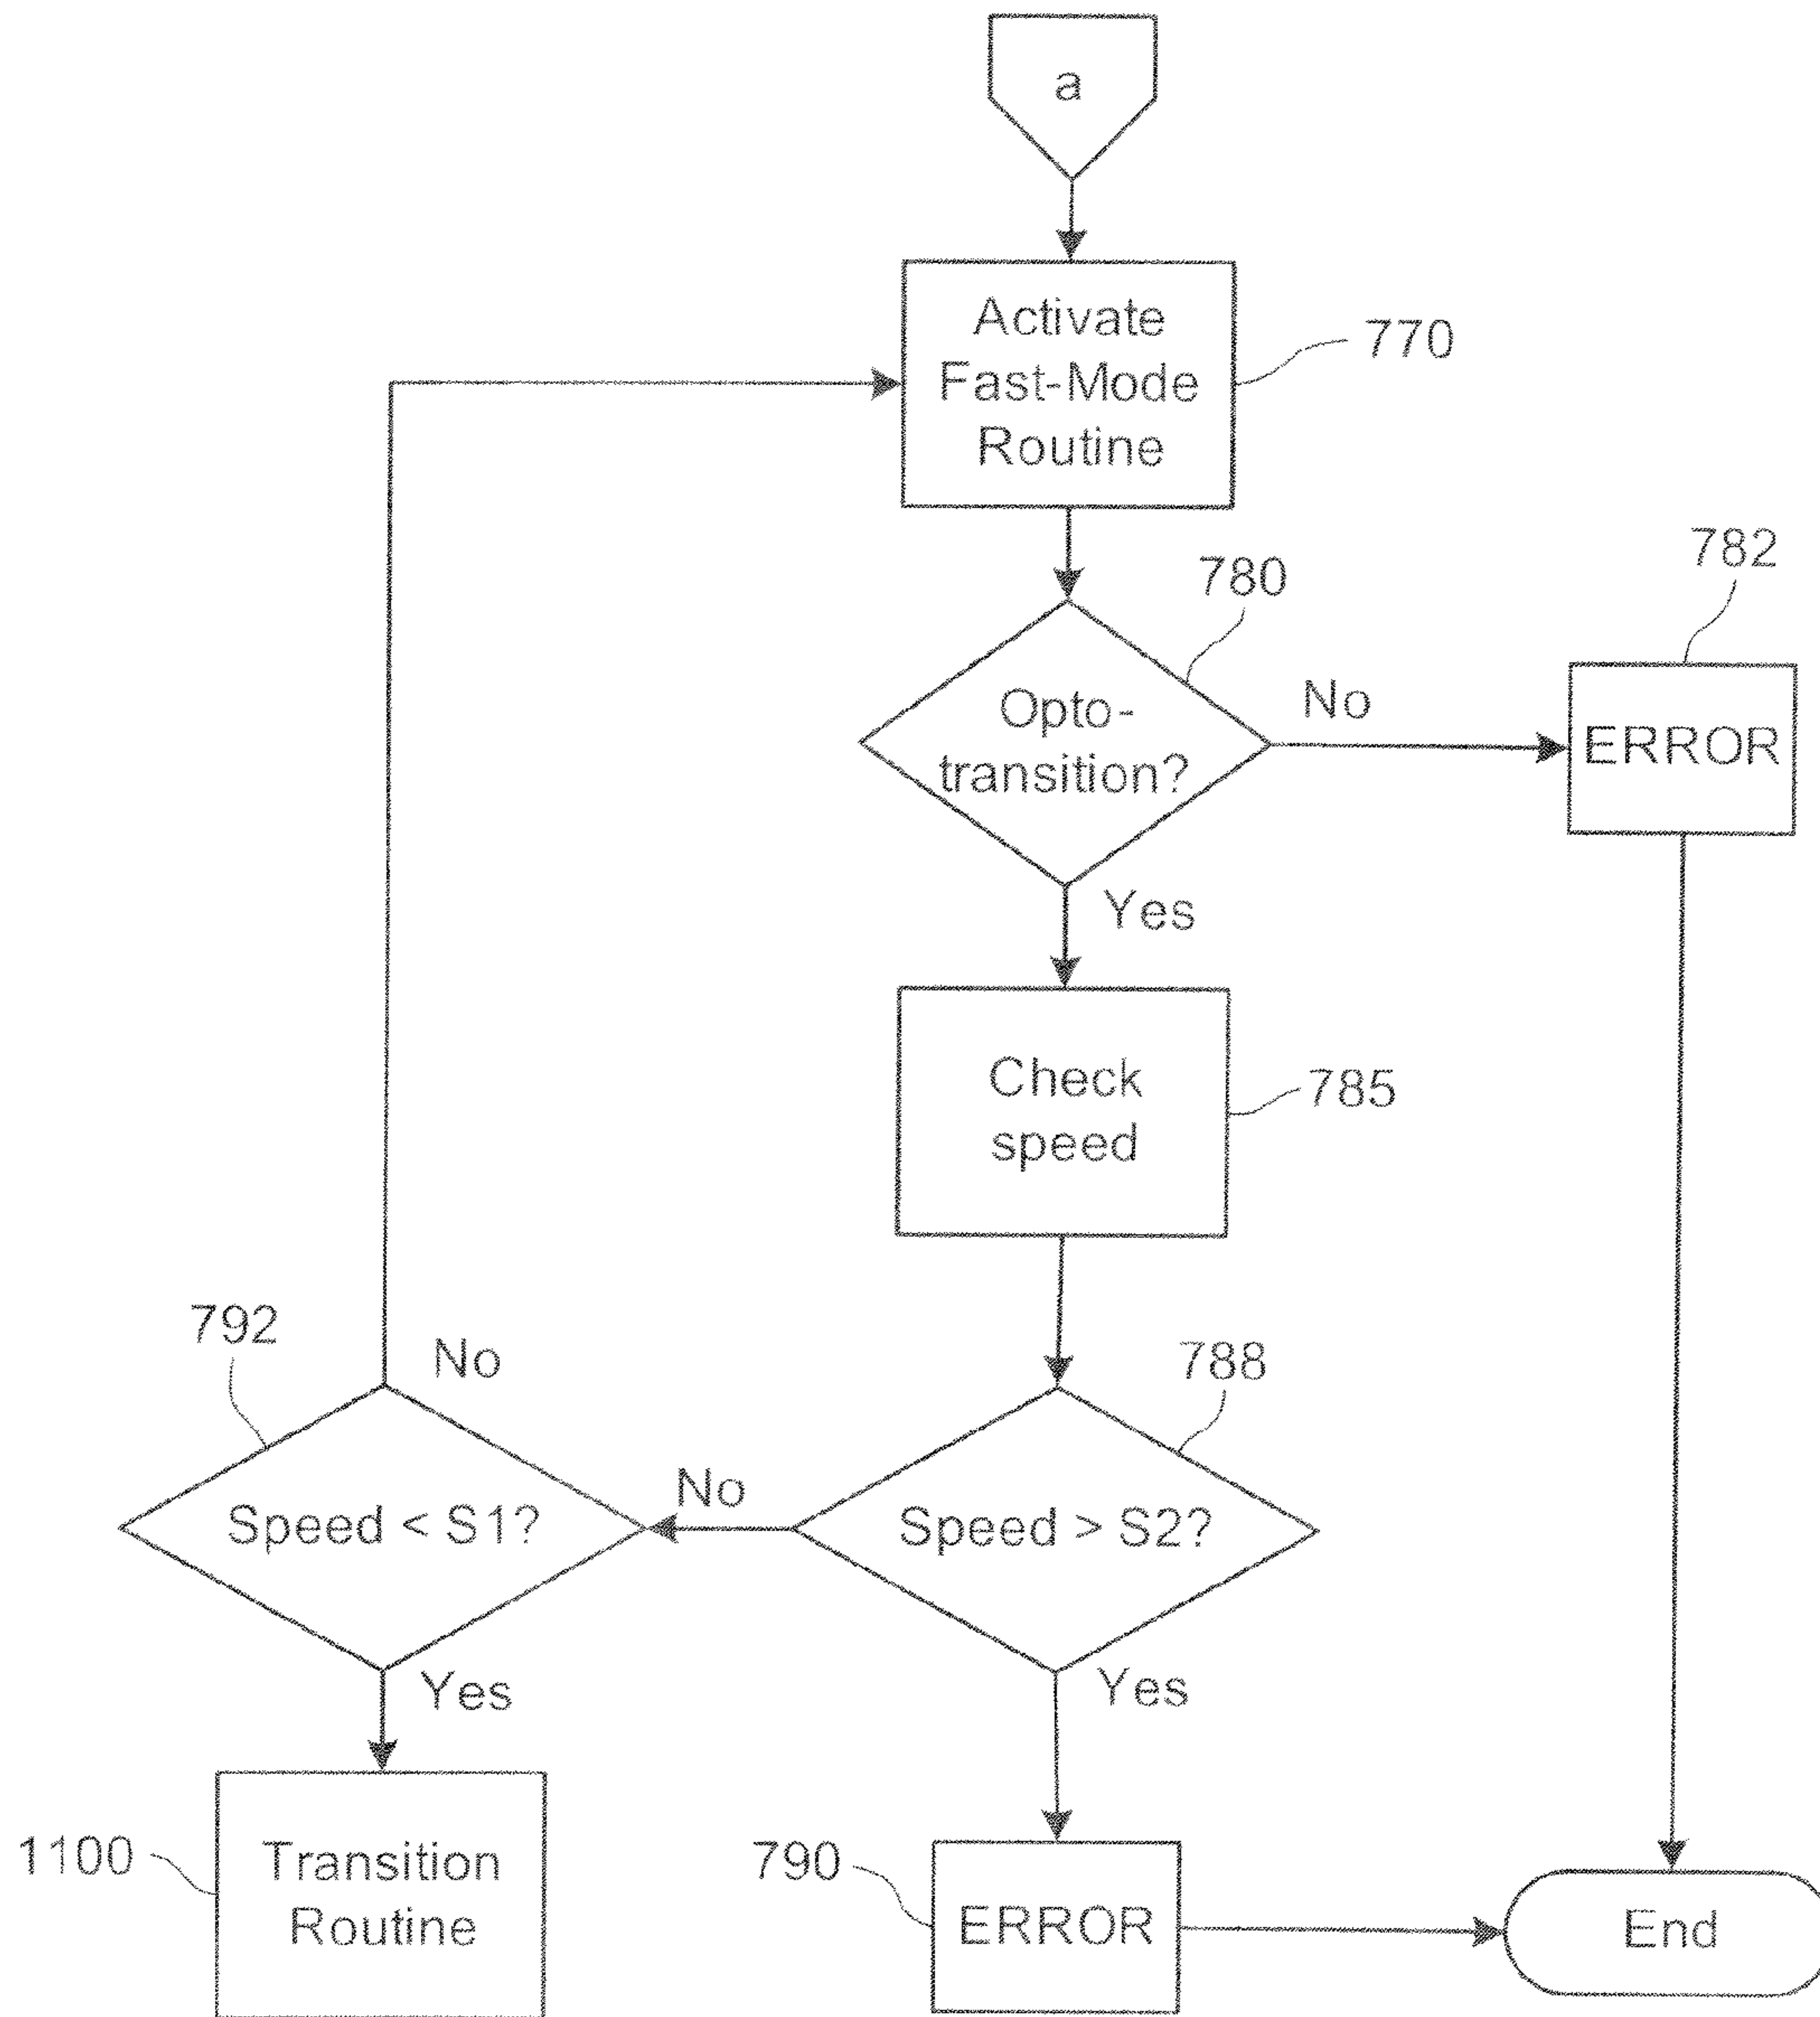 a
Activate
Fast-Mode
Routine
770
780
782
Opto-
transition?
No
ERROR
Yes
Check
speed
785
792
No
788
Speed < S1?
No
Speed > S2?
Yes
Yes
1100
Transition
Routine
790
ERROR
End